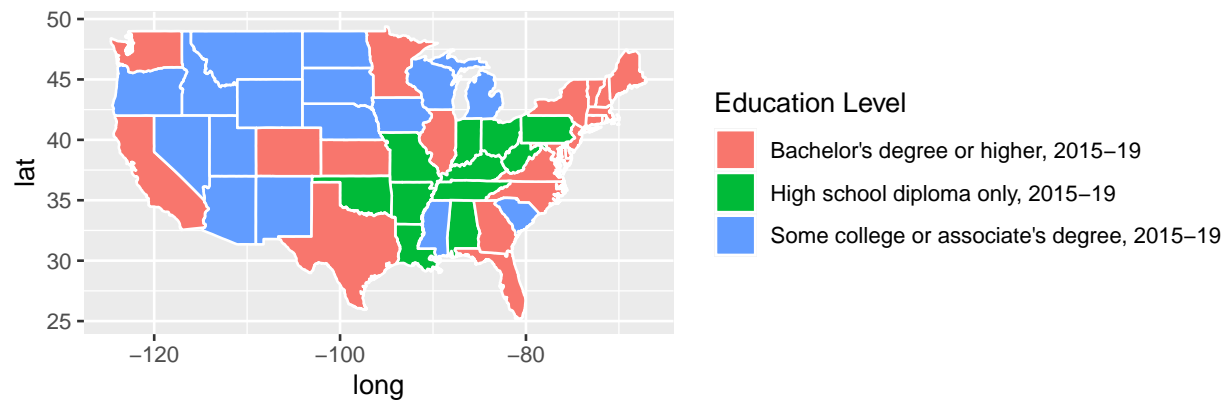 50
45
40
35
30
25
lat
−120
−100
−80
long
Education Level
Bachelor's degree or higher, 2015−19
High school diploma only, 2015−19
Some college or associate's degree, 2015−19